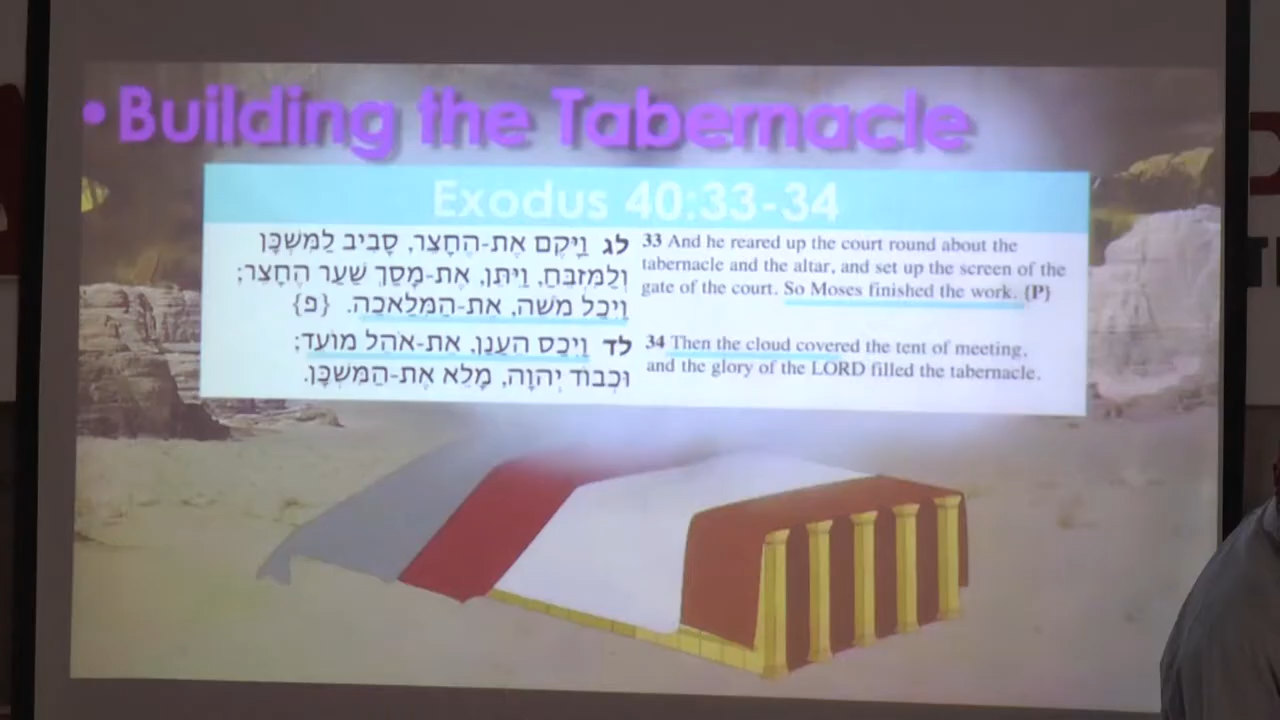 • Building the Tabernacle
Exodus 40:33-34
לג וַיָּקֶם אֶת-הֶחָצֵר, סָבִיב לַמִּשְׁכָּן
וְלַמִּזְבֵּחַ, וַיִּתֵּן, אֶת-מָסַךְ שַׁעַר הֶחָצֵר;
וַיְכַל מֹשֶׁה, אֶת-הַמְּלָאכָה. {פ}
לד וַיְכַס הֶעָנָן, אֶת-אֹהֶל מוֹעֵד;
וּכְבוֹד יְהוָה, מָלֵא אֶת-הַמִּשְׁכָּן.
33 And he reared up the court round about the
tabernacle and the altar, and set up the screen of the
gate of the court. So Moses finished the work. {P}
34 Then the cloud covered the tent of meeting,
and the glory of the LORD filled the tabernacle.